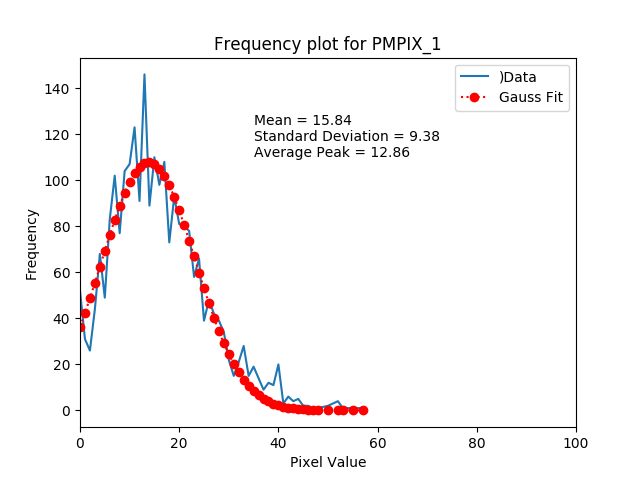 Frequency plot for PMPIX_1
)Data
Gauss Fit
Mean = 15.84
Standard Deviation = 9.38
Average Peak = 12.86
Frequency
140
120
100
80
60
40
20
0
0 20 40 60 80 100
Pixel Value